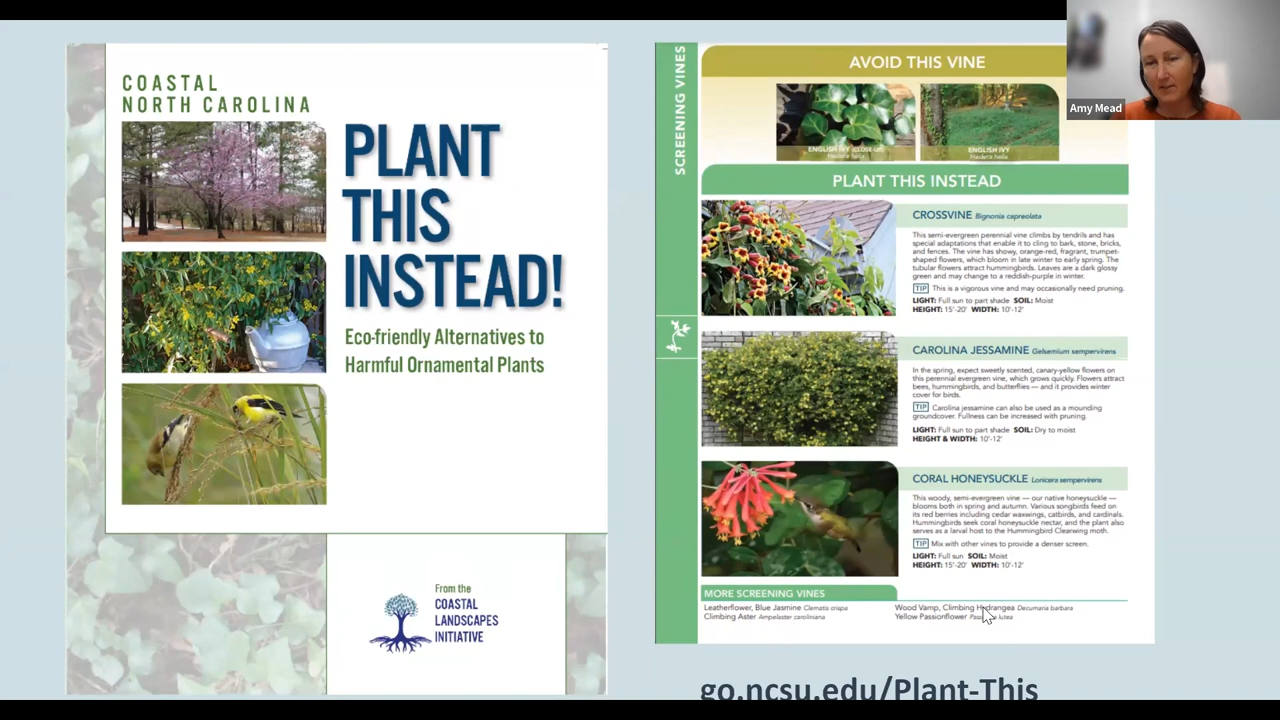 COASTAL
NORTH CAROLINA
PLANT
THIS
INSTEAD!
Eco-friendly Alternatives to
Harmful Ornamental Plants
From the
COASTAL
LANDSCAPES
INITIATIVE
SCREENING VINES
AVOID THIS VINE
ENGLISH IVY (CLOSE-UP)
Hedera helix
ENGLISH IVY
Hedera helix
PLANT THIS INSTEAD
CROSSVINE Bignonia capreolata
This semi-evergreen perennial vine climbs by tendrils and has
special adaptations that enable it to cling to bark, stone, bricks,
and fences. The vine has showy, orange-red, fragrant, trumpet-
shaped flowers, which bloom in late winter to early spring. The
tubular flowers attract hummingbirds. Leaves are a dark glossy
green and may change to a reddish-purple in winter.
TIP This is a vigorous vine and may occasionally need pruning.
LIGHT: Full sun to part shade SOIL: Moist
HEIGHT: 15'-20' WIDTH: 10'-12'
CAROLINA JESSAMINE Gelsemium sempervirens
In the spring, expect sweetly scented, canary-yellow flowers on
this perennial evergreen vine, which grows quickly. Flowers attract
bees, hummingbirds, and butterflies — and it provides winter
cover for birds.
TIP Carolina jessamine can also be used as a mounding
groundcover. Fullness can be increased with pruning.
LIGHT: Full sun to part shade SOIL: Dry to moist
HEIGHT & WIDTH: 10'-12'
CORAL HONEYSUCKLE Lonicera sempervirens
This woody, semi-evergreen vine — our native honeysuckle —
blooms both in spring and autumn. Various songbirds feed on
its red berries including cedar waxwings, catbirds, and cardinals.
Hummingbirds seek coral honeysuckle nectar, and the plant also
serves as a larval host to the Hummingbird Clearwing moth.
TIP Mix with other vines to provide a denser screen.
LIGHT: Full sun SOIL: Moist
HEIGHT: 15'-20' WIDTH: 10'-12'
MORE SCREENING VINES
Leatherflower, Blue Jasmine Clematis crispa
Climbing Aster Ampelaster caroliniana
Wood Vamp, Climbing Hydrangea Decumaria barbara
Yellow Passionflower lutea
go.ncsu.edu/Plant-This
Amy Mead